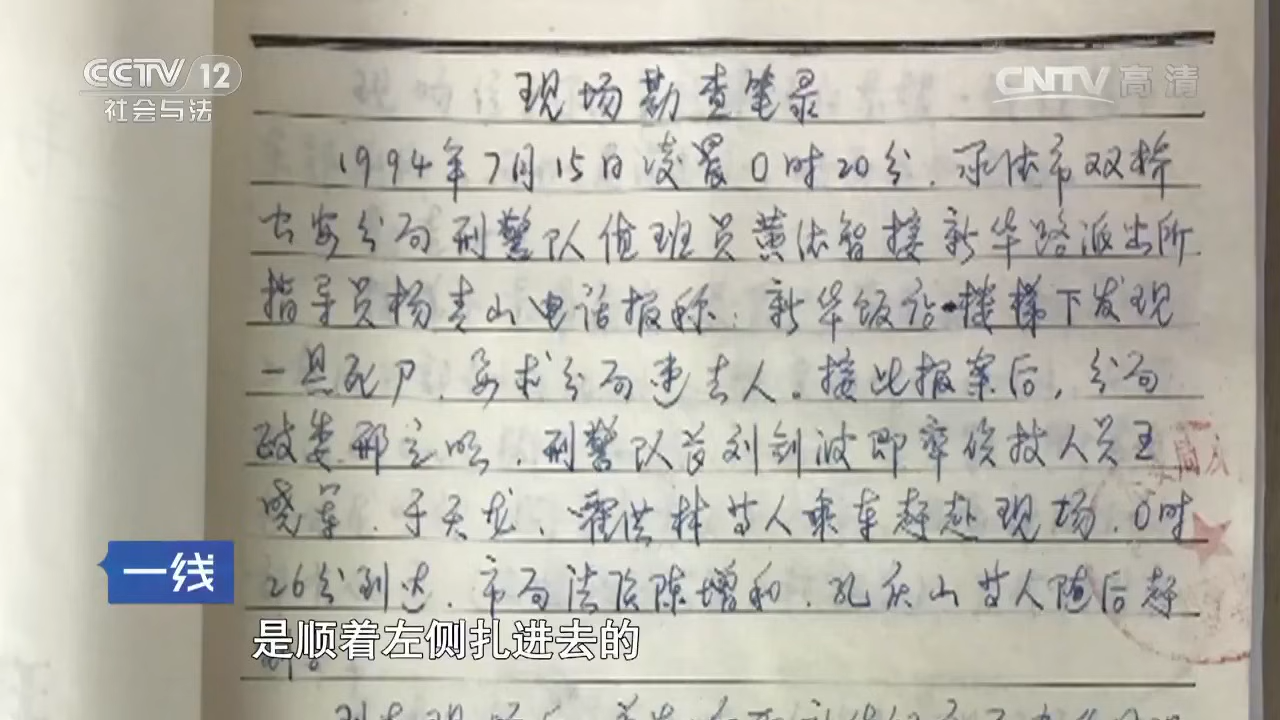 CCTV 12
社会与法
CNTV 高清
现场勘查笔录
1994年7月15日凌晨0时20分，承德市双桥
公安分局刑警队值班员黄依智接新华路派出所
指导员杨青山电话报称：新华饭店楼梯下发现
一具死尸，要求分局速去人。接此报案后，分局
政委邢立明，刑警队长刘剑波即率侦技人员王
晓军、于天龙、霍洪林等人乘车赶赴现场，0时
26分到达，市局法医陈增和、孔庆山等人随后赶
一线
是顺着左侧扎进去的